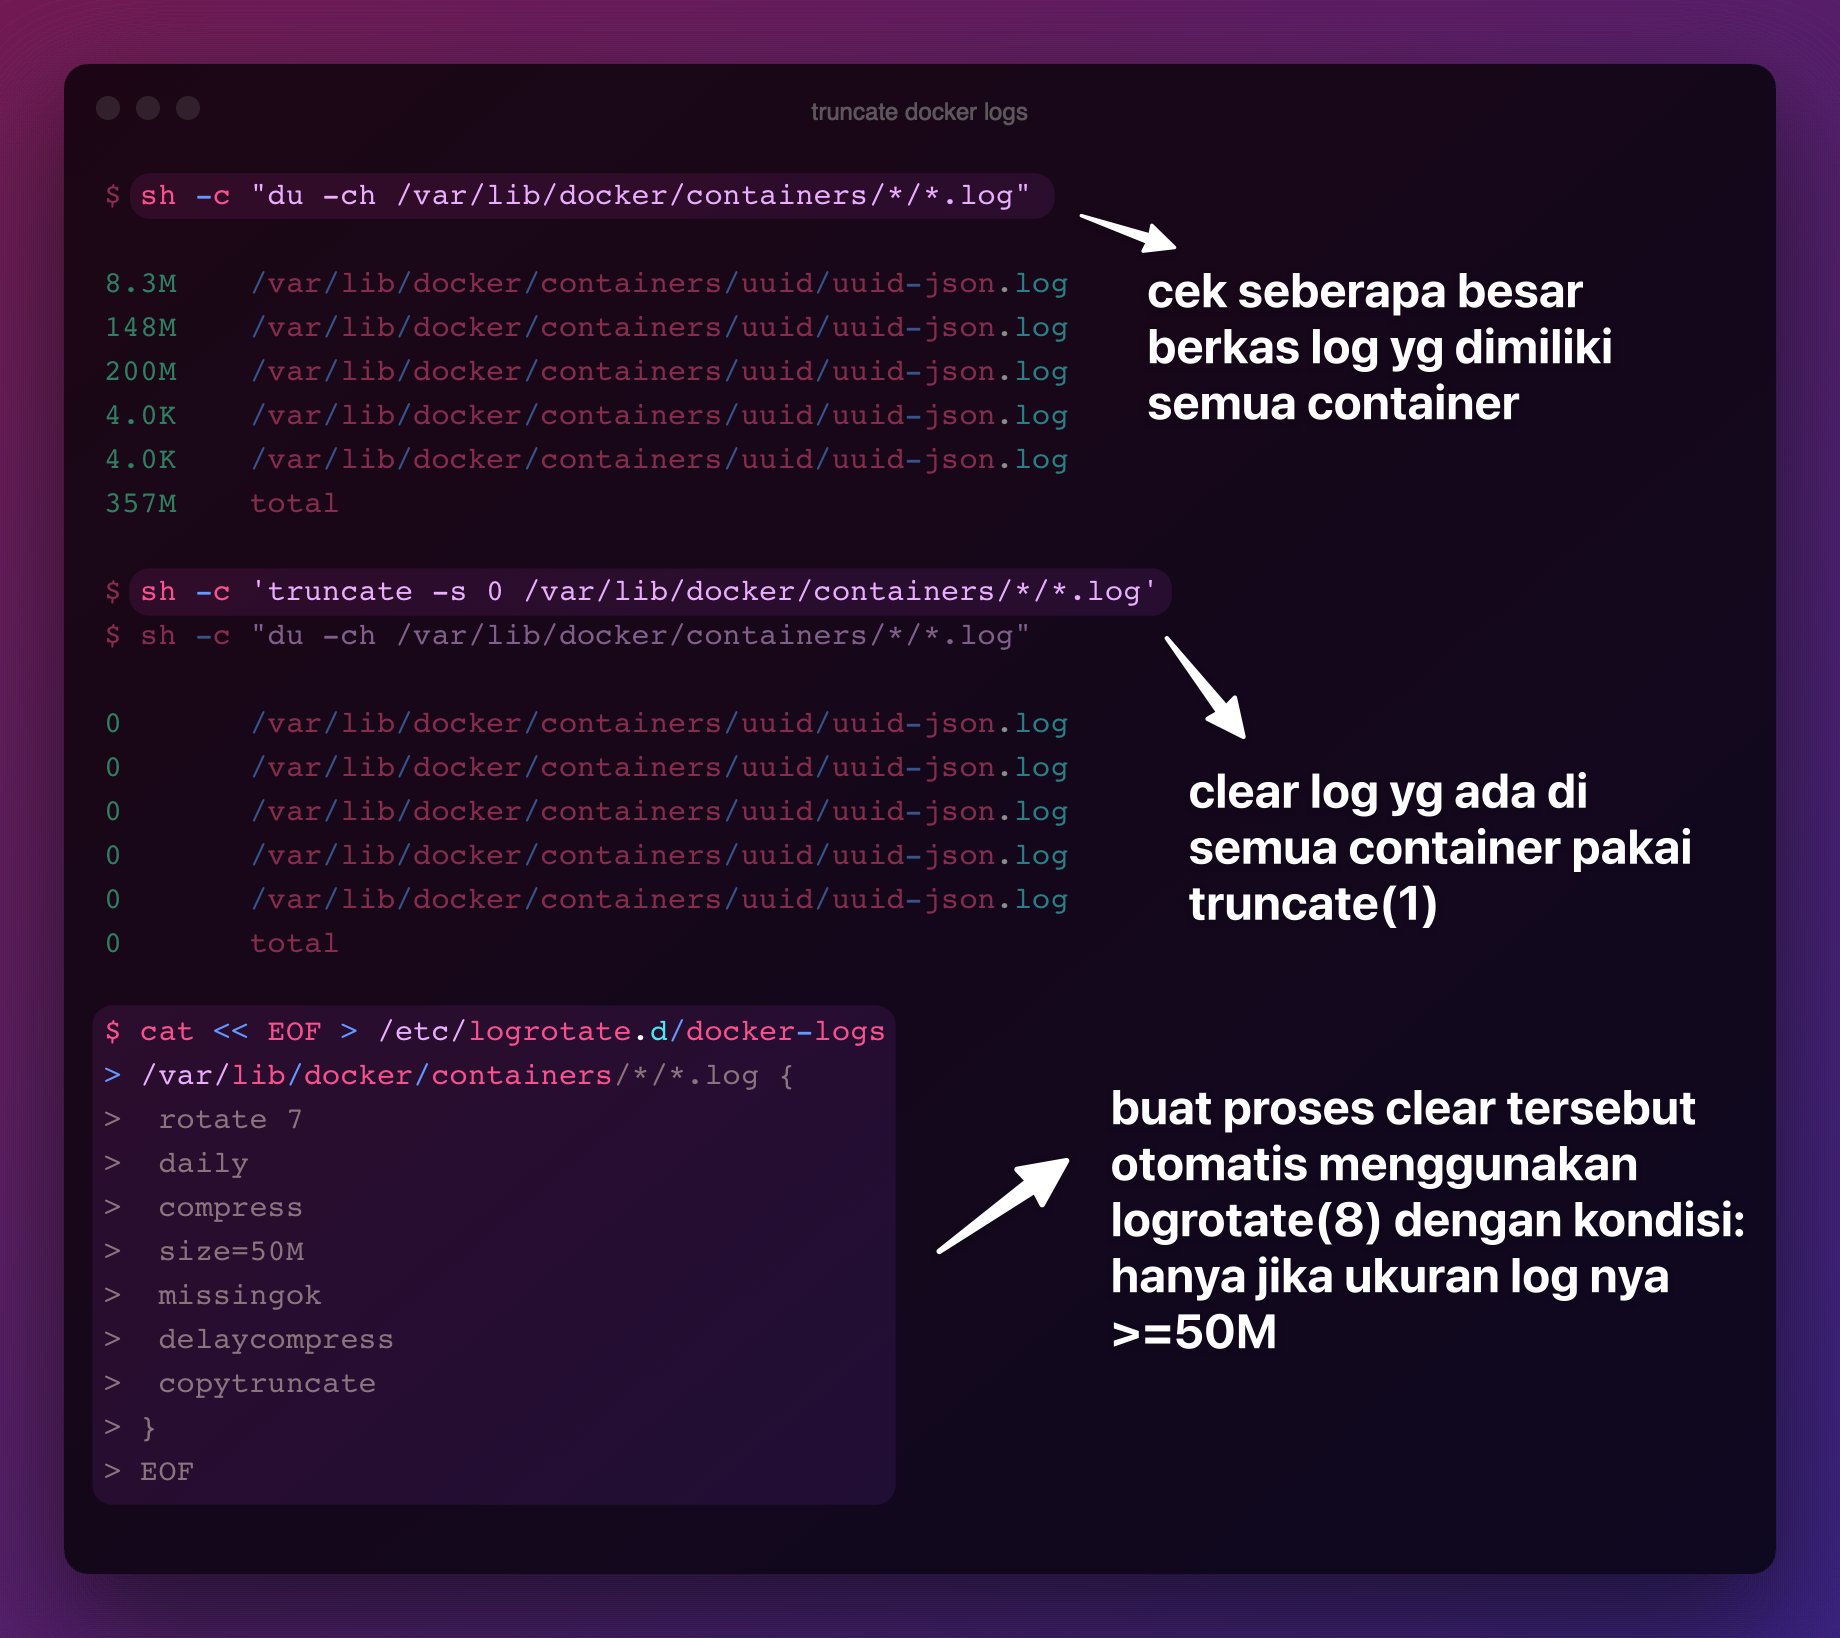 truncate docker logs
$ sh -c "du -ch /var/lib/docker/containers/*/*.log"
8.3M /var/lib/docker/containers/uuid/uuid-json.log
148M /var/lib/docker/containers/uuid/uuid-json.log
200M /var/lib/docker/containers/uuid/uuid-json.log
4.0K /var/lib/docker/containers/uuid/uuid-json.log
4.0K /var/lib/docker/containers/uuid/uuid-json.log
357M total
cek seberapa besar
berkas log yg dimiliki
semua container
$ sh -c 'truncate -s 0 /var/lib/docker/containers/*/*.log'
$ sh -c "du -ch /var/lib/docker/containers/*/*.log"
0 /var/lib/docker/containers/uuid/uuid-json.log
0 /var/lib/docker/containers/uuid/uuid-json.log
0 /var/lib/docker/containers/uuid/uuid-json.log
0 /var/lib/docker/containers/uuid/uuid-json.log
0 /var/lib/docker/containers/uuid/uuid-json.log
0 total
clear log yg ada di
semua container pakai
truncate(1)
$ cat << EOF > /etc/logrotate.d/docker-logs
> /var/lib/docker/containers/*/*.log {
>  rotate 7
>  daily
>  compress
>  size=50M
>  missingok
>  delaycompress
>  copytruncate
> }
> EOF
buat proses clear tersebut
otomatis menggunakan
logrotate(8) dengan kondisi:
hanya jika ukuran log nya
>=50M